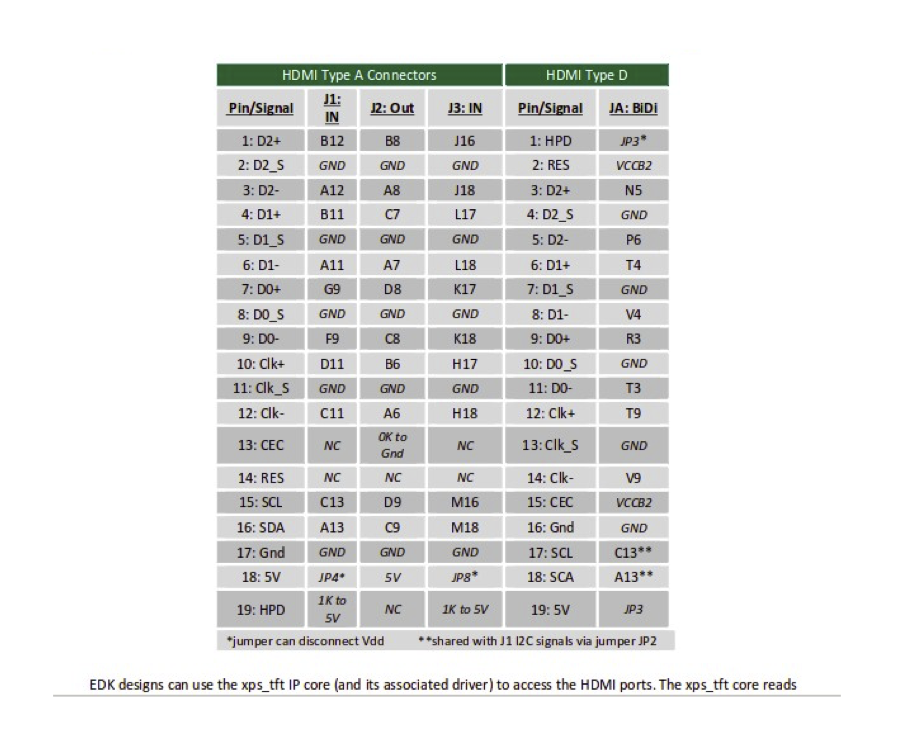 HDMI Type A Connectors HDMI Type D
Pin/Signal J1: IN J2: Out J3: IN Pin/Signal JA: BiDi
1: D2+ B12 B8 J16 1: HPD JP3*
2: D2_S GND GND GND 2: RES VCCB2
3: D2- A12 A8 J18 3: D2+ N5
4: D1+ B11 C7 L17 4: D2_S GND
5: D1_S GND GND GND 5: D2- P6
6: D1- A11 A7 L18 6: D1+ T4
7: D0+ G9 D8 K17 7: D1_S GND
8: D0_S GND GND GND 8: D1- V4
9: D0- F9 C8 K18 9: D0+ R3
10: Clk+ D11 B6 H17 10: D0_S GND
11: Clk_S GND GND GND 11: D0- T3
12: Clk- C11 A6 H18 12: Clk+ T9
13: CEC NC 0K to Gnd NC 13: Clk_S GND
14: RES NC NC NC 14: Clk- V9
15: SCL C13 D9 M16 15: CEC VCCB2
16: SDA A13 C9 M18 16: Gnd GND
17: Gnd GND GND GND 17: SCL C13**
18: 5V JP4* 5V JP8* 18: SCA A13**
19: HPD 1K to 5V NC 1K to 5V 19: 5V JP3
*jumper can disconnect Vdd **shared with J1 I2C signals via jumper JP2
EDK designs can use the xps_tft IP core (and its associated driver) to access the HDMI ports. The xps_tft core reads